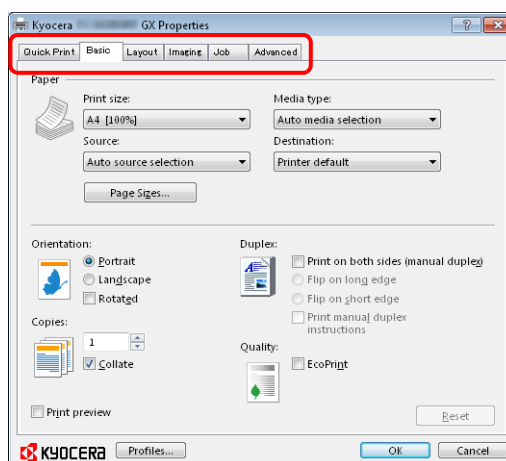 Kyocera GX Properties
Quick Print Basic Layout Imaging Job Advanced
Paper
Print size:
A4 [100%]
Source:
Auto source selection
Page Sizes...
Media type:
Auto media selection
Destination:
Printer default
Orientation:
Portrait
Landscape
Rotated
Copies:
1
Collate
Duplex:
Print on both sides (manual duplex)
Flip on long edge
Flip on short edge
Print manual duplex
instructions
Quality:
EcoPrint
Print preview
Reset
KYOCERA Profiles... OK Cancel